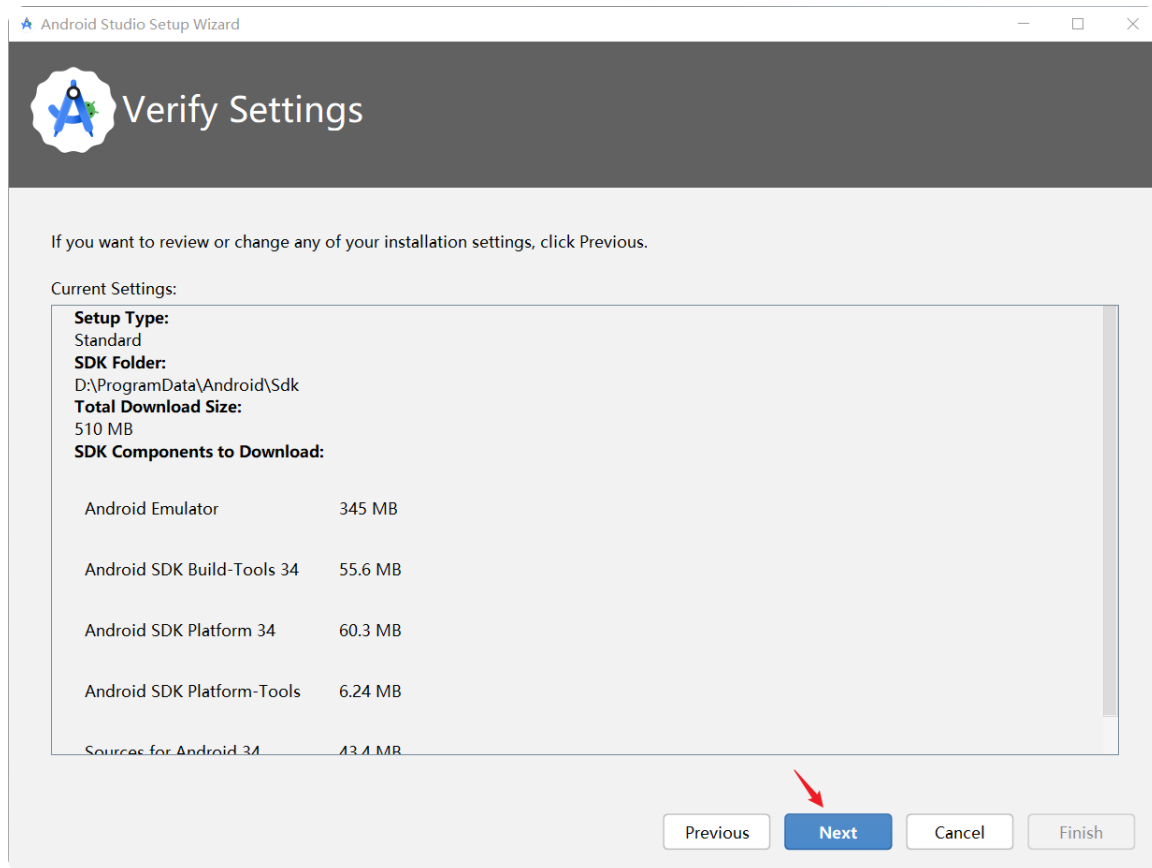 Android Studio Setup Wizard
Verify Settings
If you want to review or change any of your installation settings, click Previous.
Current Settings:
Setup Type:
Standard
SDK Folder:
D:\ProgramData\Android\Sdk
Total Download Size:
510 MB
SDK Components to Download:
Android Emulator 345 MB
Android SDK Build-Tools 34 55.6 MB
Android SDK Platform 34 60.3 MB
Android SDK Platform-Tools 6.24 MB
Sources for Android 34 43.4 MB
Previous Next Cancel Finish